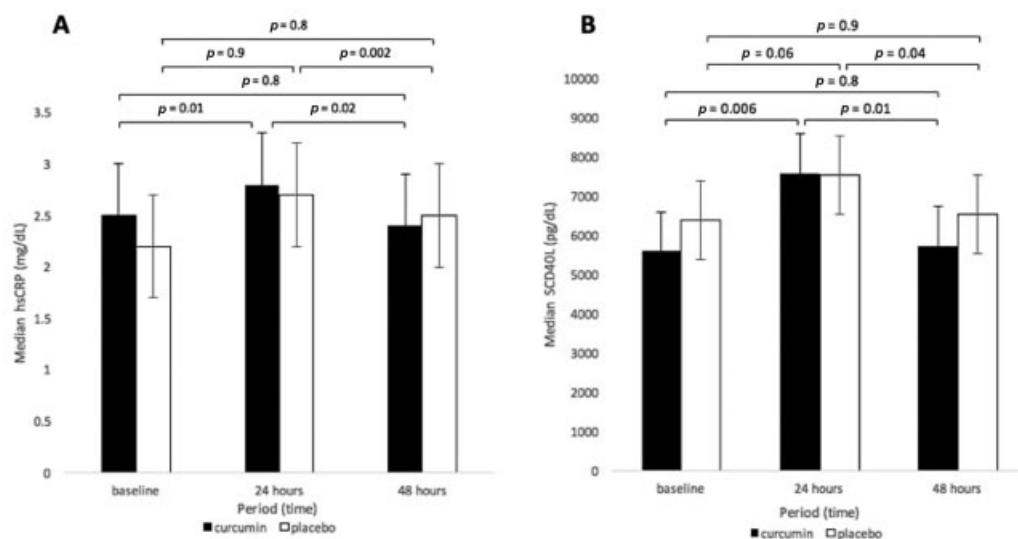 A
p = 0.8
p = 0.9
p = 0.002
p = 0.8
p = 0.01
p = 0.02
Median hsCRP (mg/dL)
3.5
3
2.5
2
1.5
1
0.5
0
baseline
24 hours
48 hours
Period (time)
curcumin
placebo
B
p = 0.9
p = 0.06
p = 0.04
p = 0.8
p = 0.006
p = 0.01
Median SCD40L (pg/dL)
10000
9000
8000
7000
6000
5000
4000
3000
2000
1000
0
baseline
24 hours
48 hours
Period (time)
curcumin
placebo